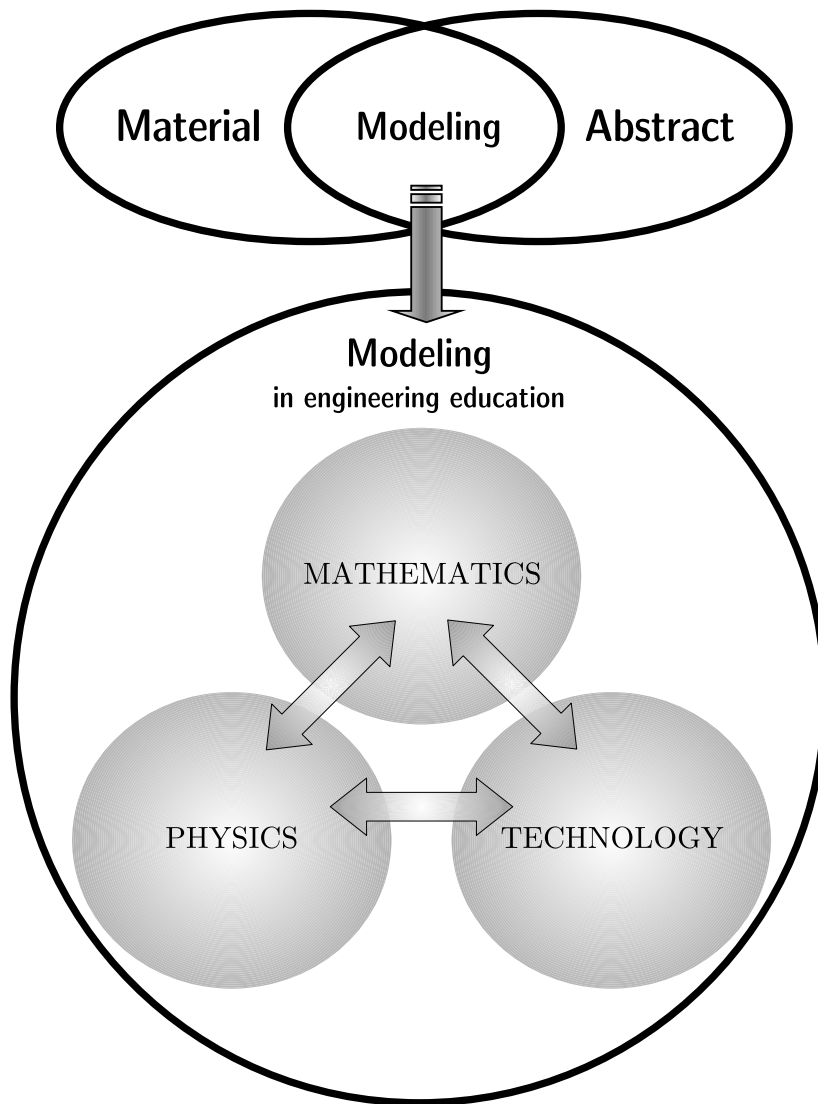 Material Modeling Abstract
Modeling
in engineering education
MATHEMATICS
PHYSICS TECHNOLOGY